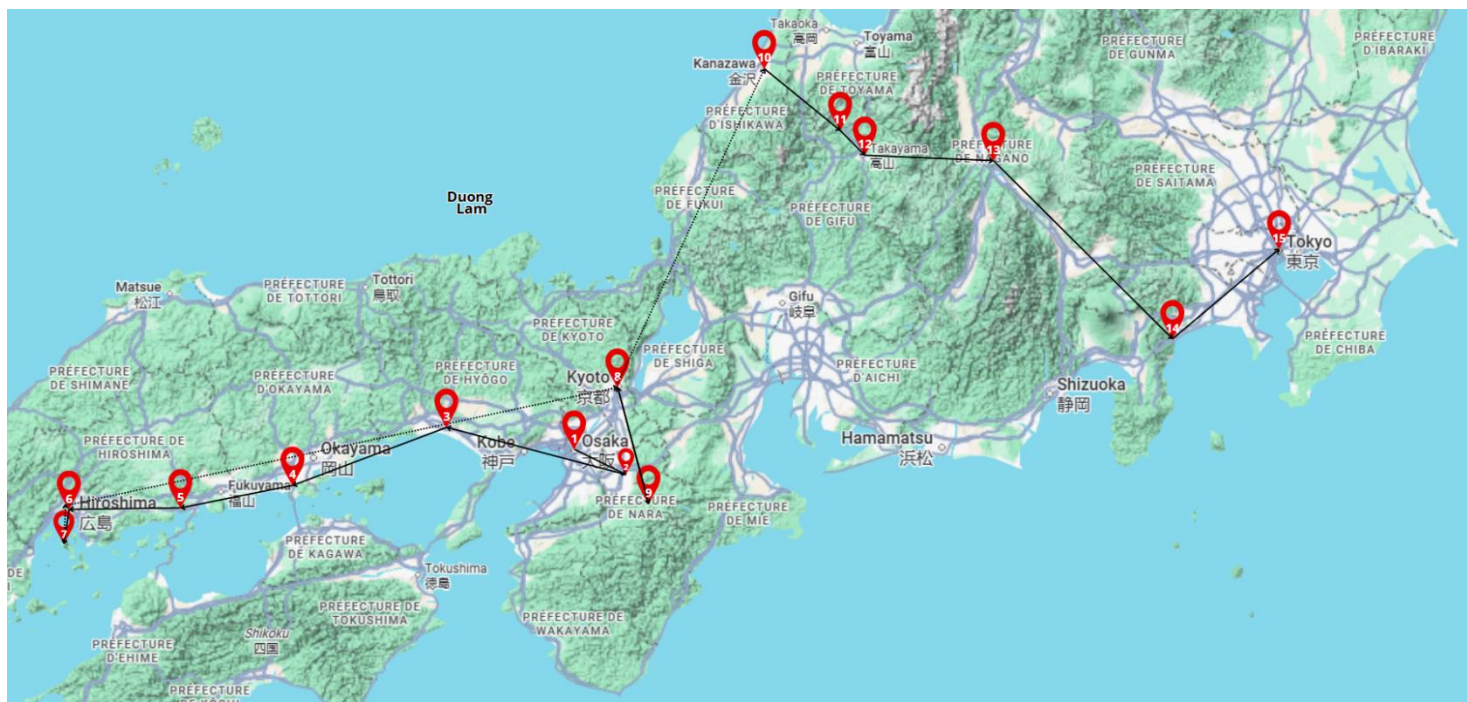 Takaoka
高岡
Toyama
富山
10
Kanazawa
金沢
PRÉFECTURE
DE TOYAMA
PRÉFECTURE
D'ISHIKAWA
11
12
Takayama
高山
PRÉFECTURE
DE NAGANO
13
PRÉFECTURE
DE GUNMA
PRÉFECTURE
D'IBARAKI
PRÉFECTURE
DE SAITAMA
PRÉFECTURE
DE FUKUI
PRÉFECTURE
DE GIFU
Duong
Lam
15
Tokyo
東京
Matsue
松江
PRÉFECTURE
DE TOTTORI
Tottori
鳥取
Gifu
岐阜
14
PRÉFECTURE
DE CHIBA
PRÉFECTURE
DE KYOTO
PRÉFECTURE
DE SHIGA
PRÉFECTURE
D'AICHI
Shizuoka
静岡
PRÉFECTURE
DE SHIMANE
PRÉFECTURE
D'OKAYAMA
PRÉFECTURE
DE HYŌGO
Kyoto
京都
8
3
1
Osaka
大阪
2
Kobe
神戸
Hamamatsu
浜松
PRÉFECTURE DE
HIROSHIMA
Okayama
岡山
4
Fukuyama
福山
5
6
Hiroshima
広島
7
9
PRÉFECTURE
DE NARA
PRÉFECTURE
DE MIE
PRÉFECTURE
DE KAGAWA
Tokushima
徳島
PRÉFECTURE DE
TOKUSHIMA
PRÉFECTURE DE
WAKAYAMA
DE
Shikoku
四国
PRÉFECTURE
D'EHIME
PRÉFECTURE